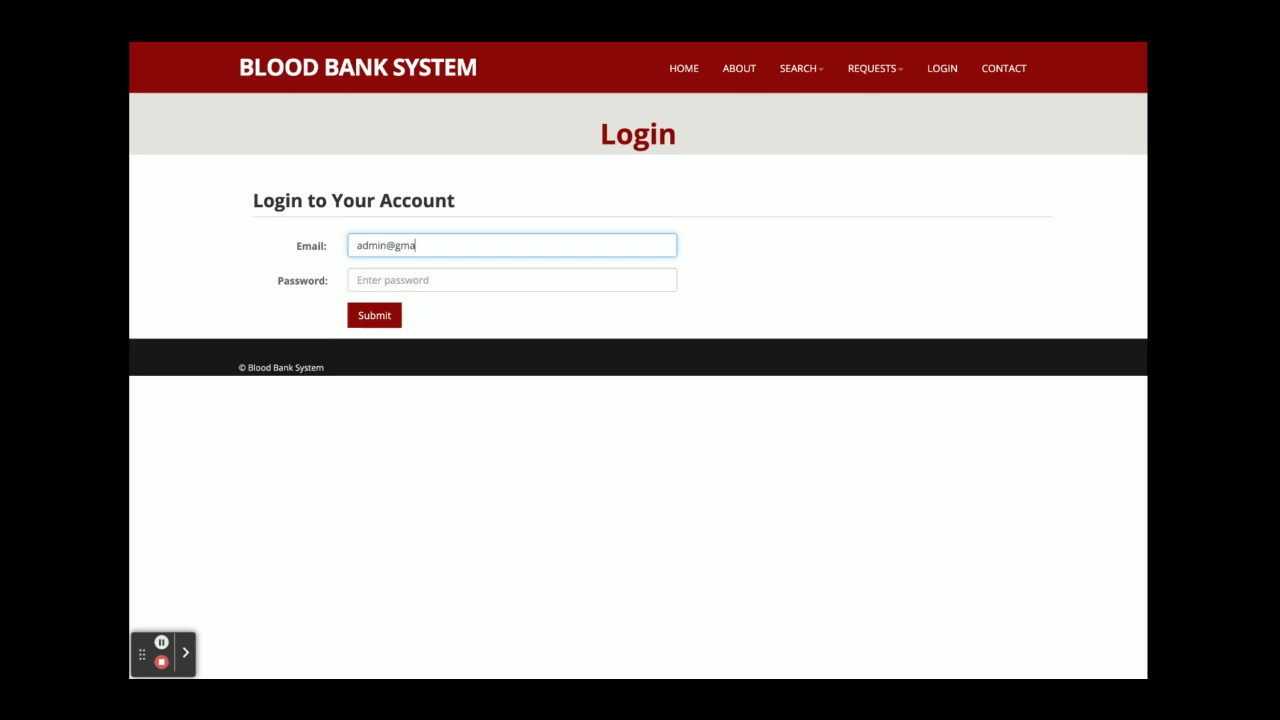 BLOOD BANK SYSTEM
HOME ABOUT SEARCH REQUESTS LOGIN CONTACT
Login
Login to Your Account
Email: admin@gma
Password: Enter password
Submit
© Blood Bank System